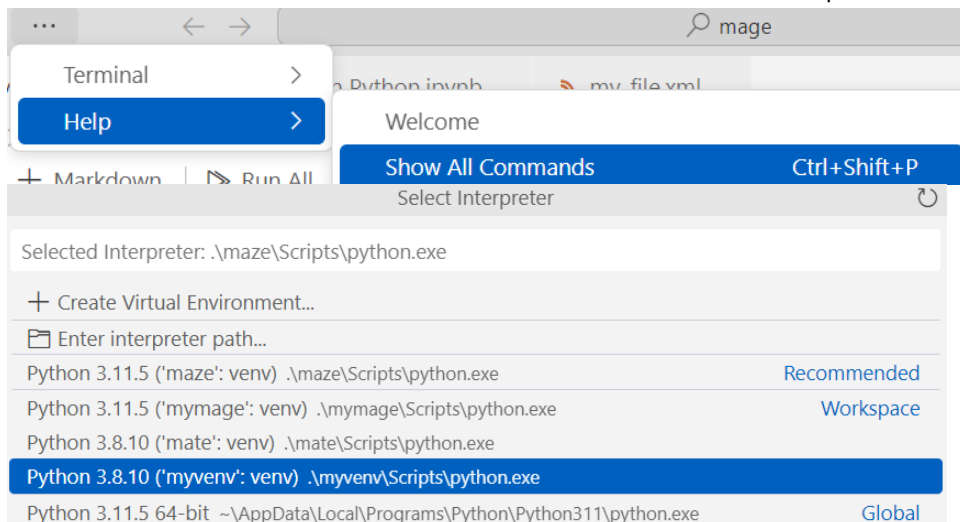 ... ← → mage
Terminal >
Python.ipynb my_file.xml
Help > Welcome
+ Markdown Run All Show All Commands Ctrl+Shift+P
Select Interpreter
Selected Interpreter: .\maze\Scripts\python.exe
+ Create Virtual Environment...
Enter interpreter path...
Python 3.11.5 ('maze': venv) .\maze\Scripts\python.exe Recommended
Python 3.11.5 ('mymage': venv) .\mymage\Scripts\python.exe Workspace
Python 3.8.10 ('mate': venv) .\mate\Scripts\python.exe
Python 3.8.10 ('myvenv': venv) .\myvenv\Scripts\python.exe
Python 3.11.5 64-bit ~\AppData\Local\Programs\Python\Python311\python.exe Global